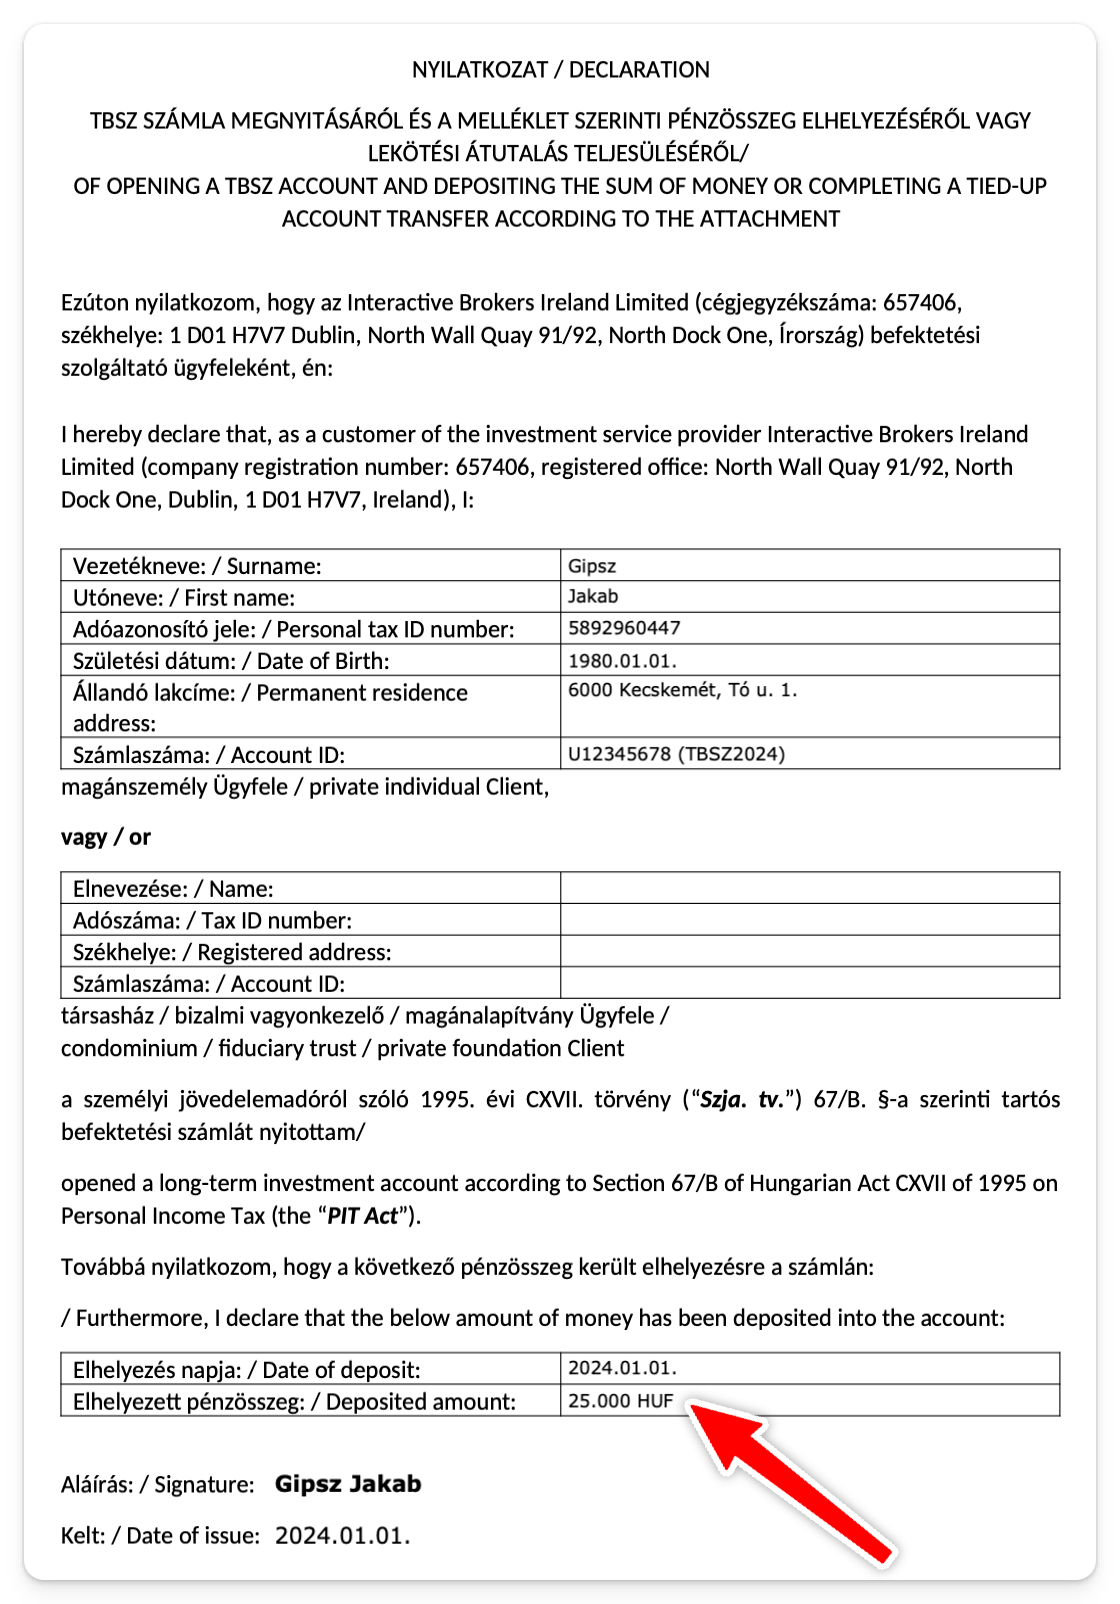 NYILATKOZAT / DECLARATION
TBSZ SZÁMLA MEGNYITÁSÁRÓL ÉS A MELLÉKLET SZERINTI PÉNZÖSSZEG ELHELYEZÉSÉRŐL VAGY
LEKÖTÉSI ÁTUTALÁS TELJESÜLÉSÉRŐL/
OF OPENING A TBSZ ACCOUNT AND DEPOSITING THE SUM OF MONEY OR COMPLETING A TIED-UP
ACCOUNT TRANSFER ACCORDING TO THE ATTACHMENT
Ezúton nyilatkozom, hogy az Interactive Brokers Ireland Limited (cégjegyzékszáma: 657406,
székhelye: 1 D01 H7V7 Dublin, North Wall Quay 91/92, North Dock One, Írország) befektetési
szolgáltató ügyfeleként, én:
I hereby declare that, as a customer of the investment service provider Interactive Brokers Ireland
Limited (company registration number: 657406, registered office: North Wall Quay 91/92, North
Dock One, Dublin, 1 D01 H7V7, Ireland), I:
Vezetékneve: / Surname: Gipsz
Utóneve: / First name: Jakab
Adóazonosító jele: / Personal tax ID number: 5892960447
Születési dátum: / Date of Birth: 1980.01.01.
Állandó lakcíme: / Permanent residence 6000 Kecskemét, Tó u. 1.
address:
Számlaszáma: / Account ID: U12345678 (TBSZ2024)
magánszemély Ügyfele / private individual Client,
vagy / or
Elnevezése: / Name:
Adószáma: / Tax ID number:
Székhelye: / Registered address:
Számlaszáma: / Account ID:
társasház / bizalmi vagyonkezelő / magánalapítvány Ügyfele /
condominium / fiduciary trust / private foundation Client
a személyi jövedelemadóról szóló 1995. évi CXVII. törvény (“Szja. tv.”) 67/B. §-a szerinti tartós
befektetési számlát nyitottam/
opened a long-term investment account according to Section 67/B of Hungarian Act CXVII of 1995 on
Personal Income Tax (the “PIT Act”).
Továbbá nyilatkozom, hogy a következő pénzösszeg került elhelyezésre a számlán:
/ Furthermore, I declare that the below amount of money has been deposited into the account:
Elhelyezés napja: / Date of deposit: 2024.01.01.
Elhelyezett pénzösszeg: / Deposited amount: 25.000 HUF
Aláírás: / Signature: Gipsz Jakab
Kelt: / Date of issue: 2024.01.01.